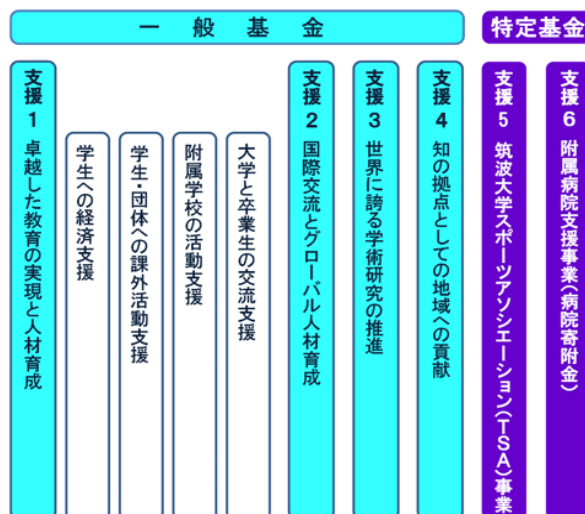 一般基金
特定基金
支援1 卓越した教育の実現と人材育成
学生への経済支援
学生・団体への課外活動支援
附属学校の活動支援
大学と卒業生の交流支援
支援2 国際交流とグローバル人材育成
支援3 世界に誇る学術研究の推進
支援4 知の拠点としての地域への貢献
支援5 筑波大学スポーツアソシエーション(TSA)事業
支援6 附属病院支援事業(病院寄附金)